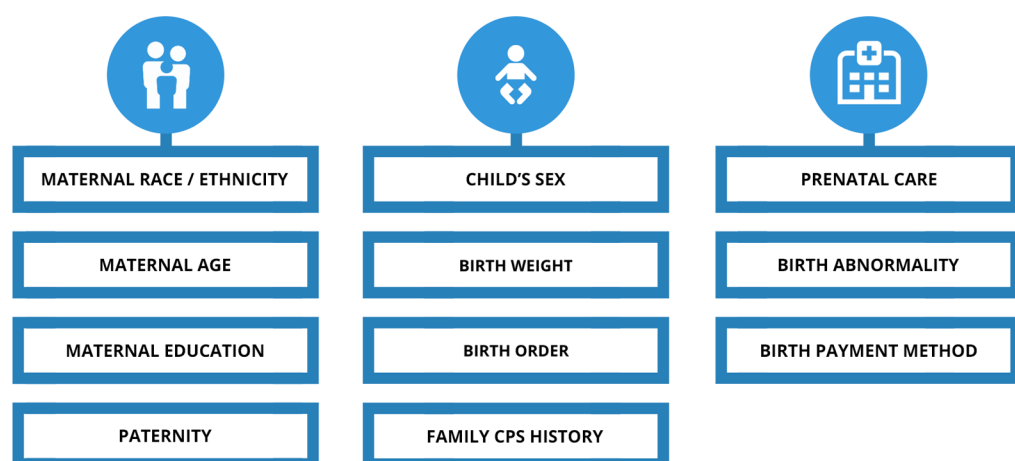 MATERNAL RACE / ETHNICITY
MATERNAL AGE
MATERNAL EDUCATION
PATERNITY
CHILD’S SEX
BIRTH WEIGHT
BIRTH ORDER
FAMILY CPS HISTORY
PRENATAL CARE
BIRTH ABNORMALITY
BIRTH PAYMENT METHOD